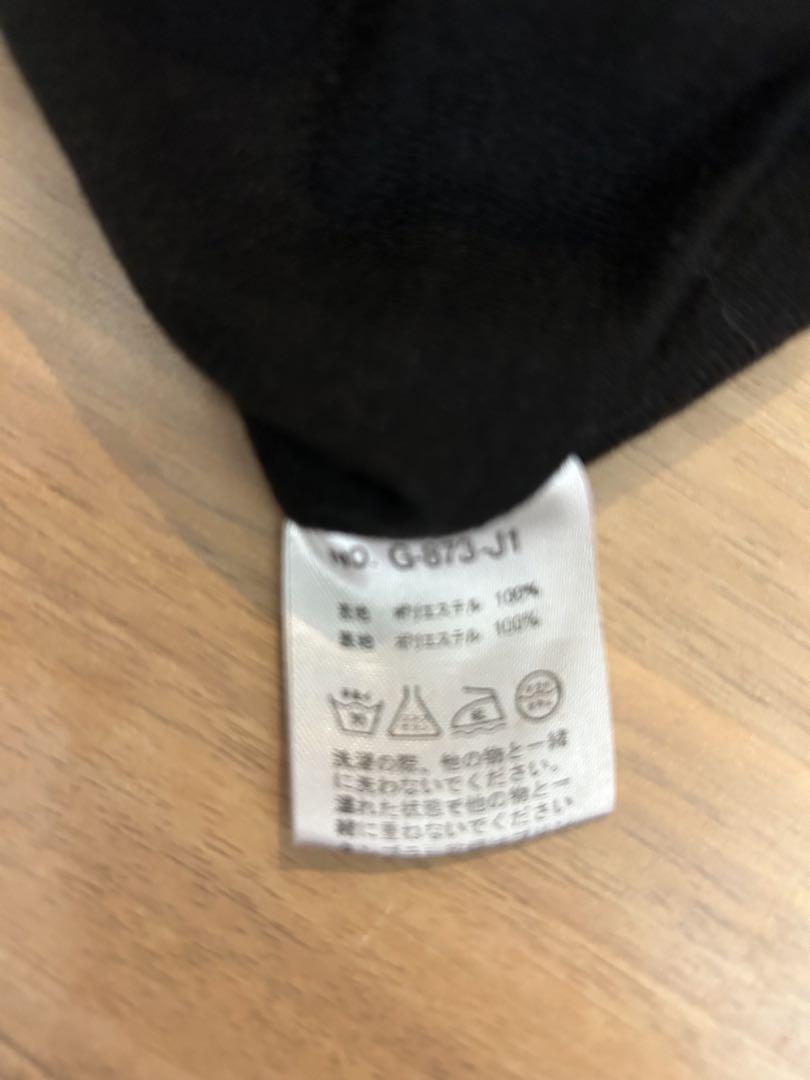 NO. G-873-J1
表地 ポリエステル 100%
裏地 ポリエステル 100%
洗濯の際、他の物と一緒
に洗わないでください。
濡れた状態で他の物と一
緒に重ねないでください